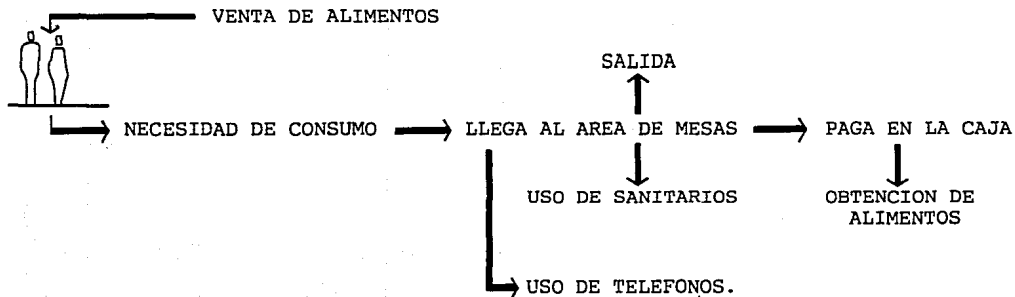 VENTA DE ALIMENTOS
SALIDA
NECESIDAD DE CONSUMO
LLEGA AL AREA DE MESAS
PAGA EN LA CAJA
USO DE SANITARIOS
OBTENCION DE
ALIMENTOS
USO DE TELEFONOS.